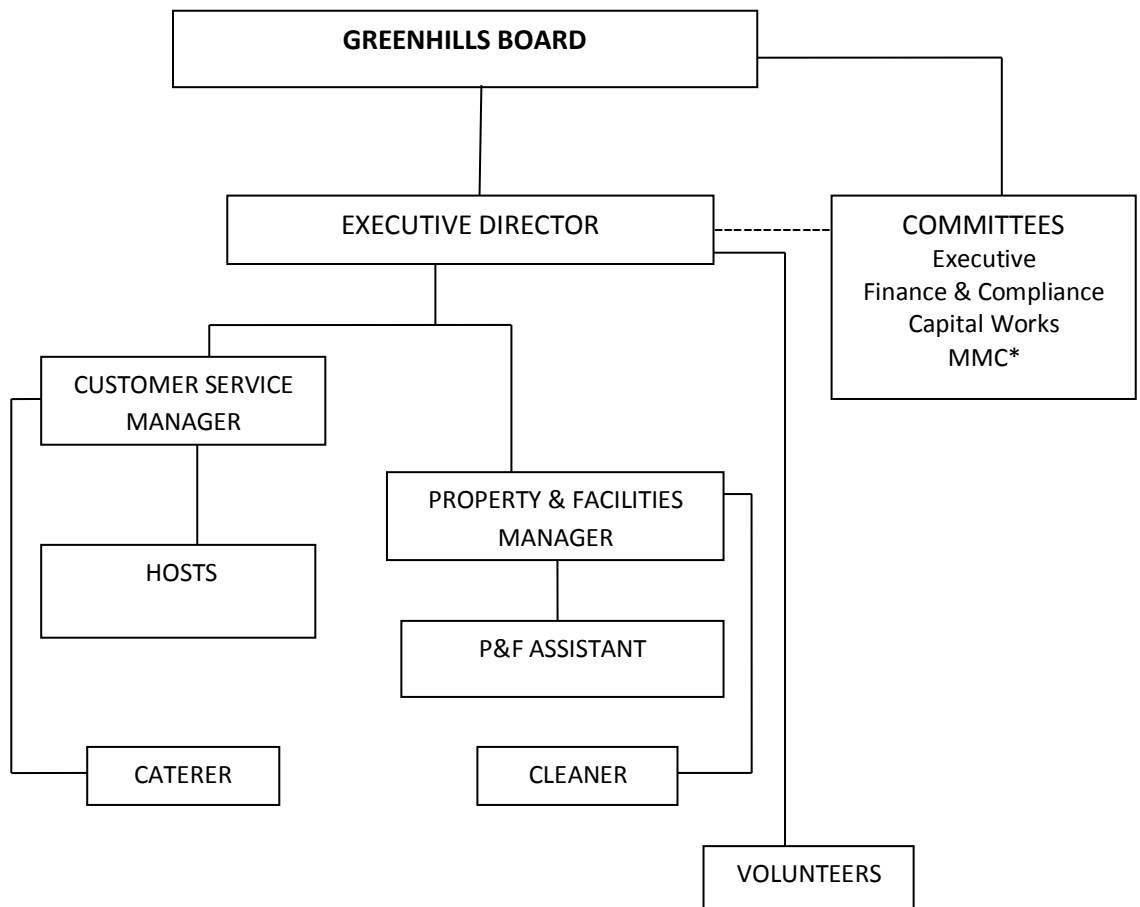 GREENHILLS BOARD
EXECUTIVE DIRECTOR
COMMITTEES
Executive
Finance & Compliance
Capital Works
MMC*
CUSTOMER SERVICE
MANAGER
PROPERTY & FACILITIES
MANAGER
HOSTS
P&F ASSISTANT
CATERER
CLEANER
VOLUNTEERS